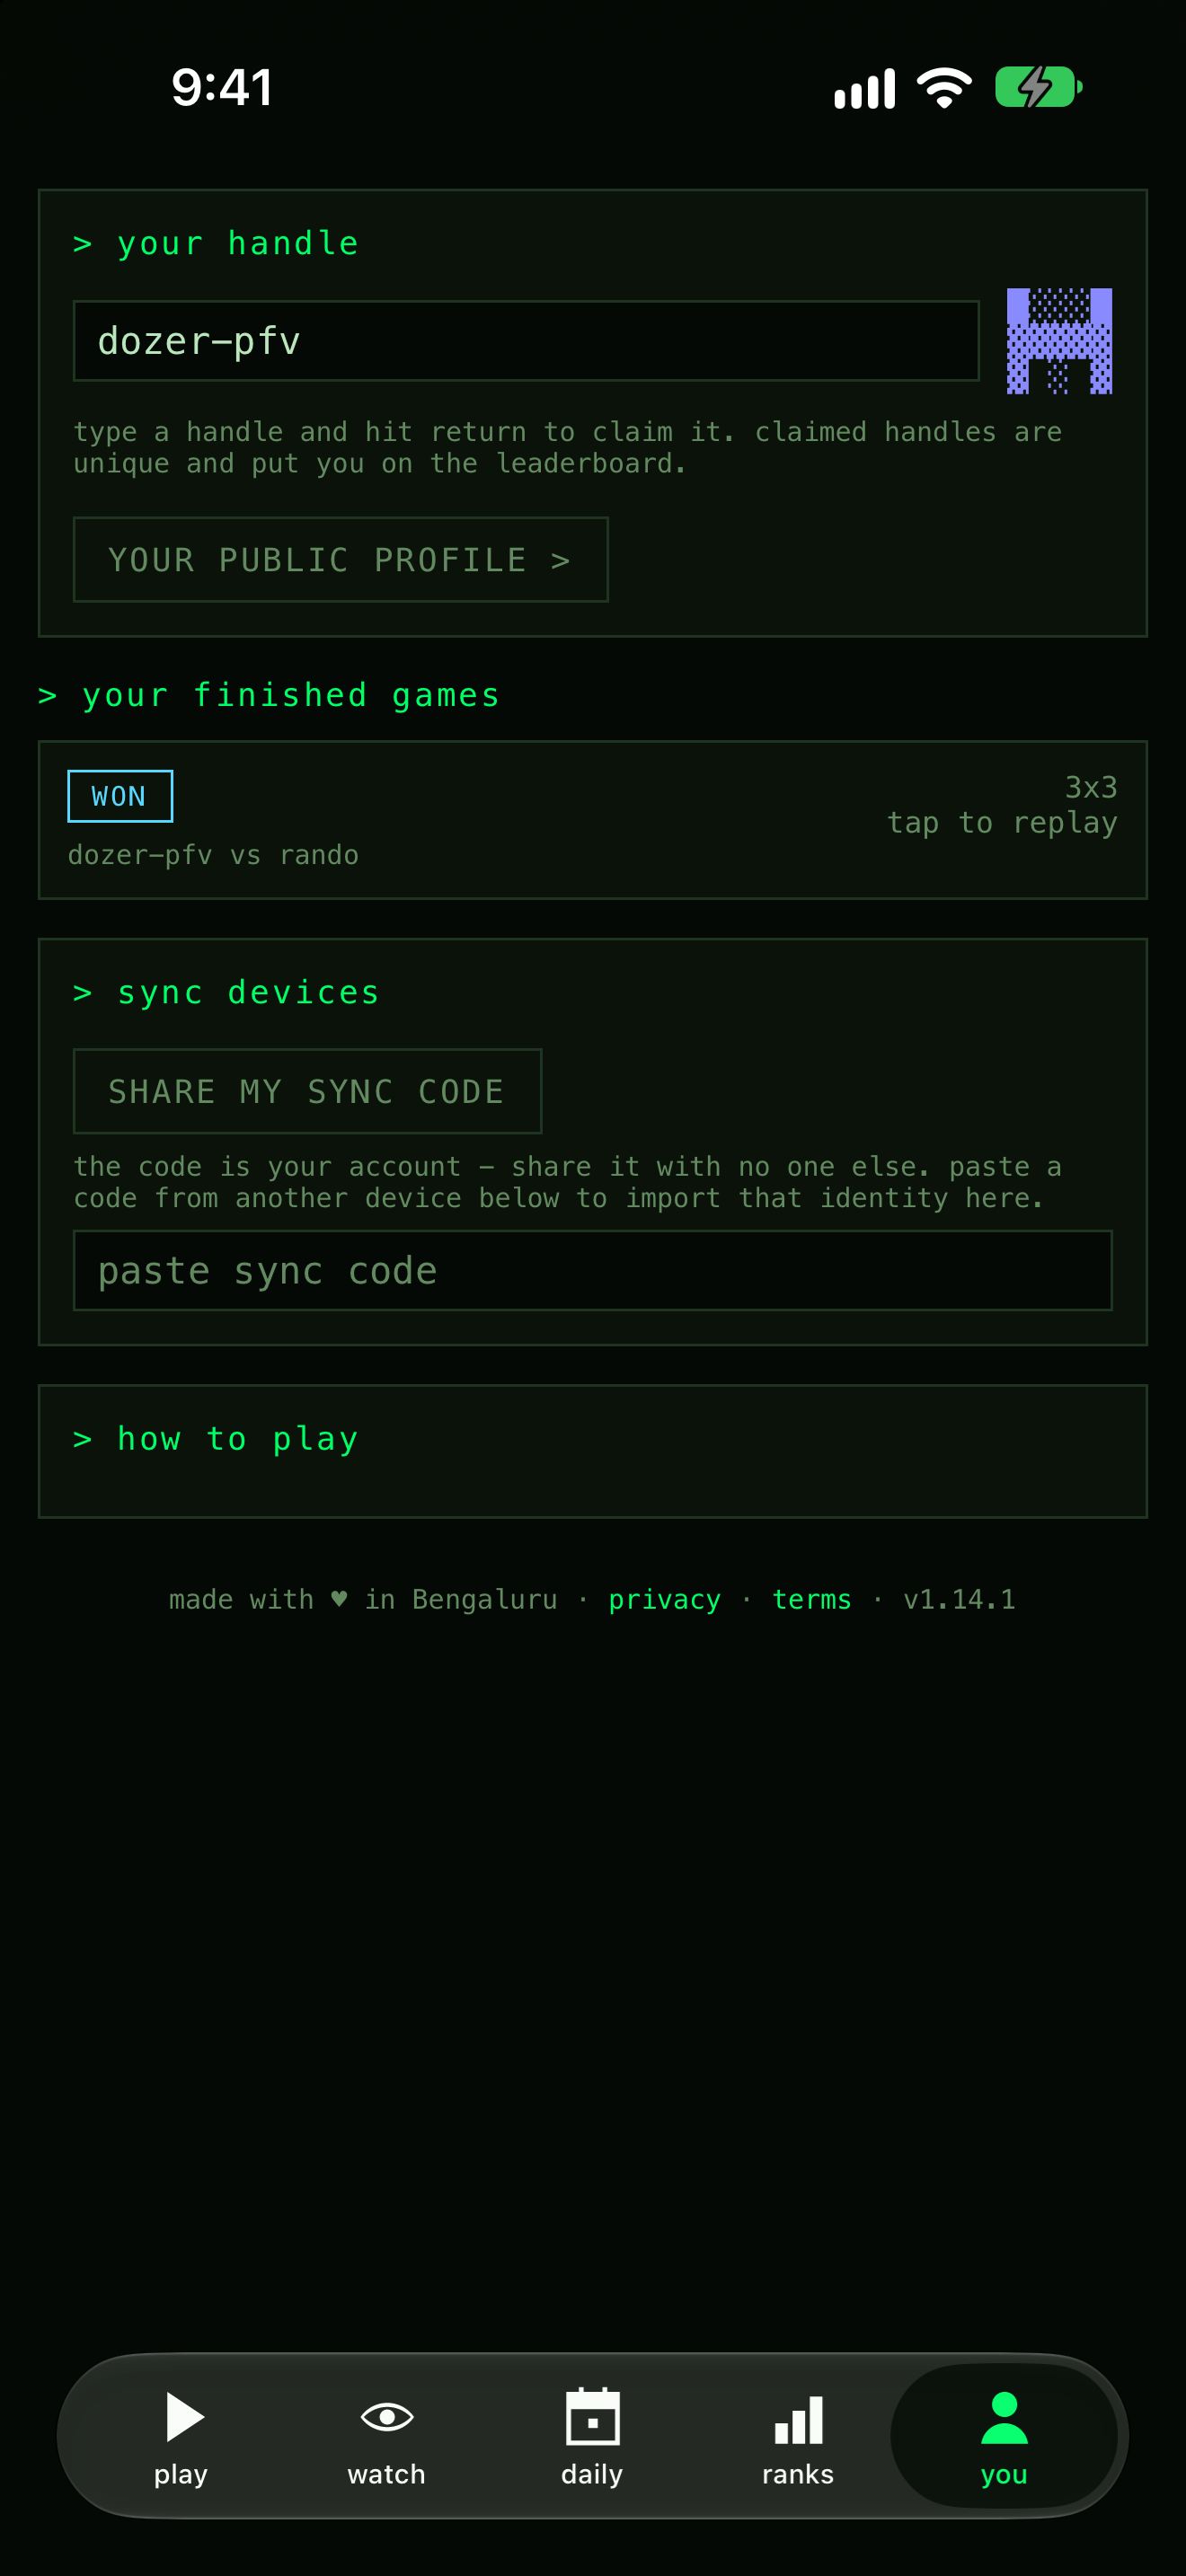 9:41
> your handle
dozer-pfv
type a handle and hit return to claim it. claimed handles are
unique and put you on the leaderboard.
YOUR PUBLIC PROFILE >
> your finished games
WON
3x3
tap to replay
dozer-pfv vs rando
> sync devices
SHARE MY SYNC CODE
the code is your account - share it with no one else. paste a
code from another device below to import that identity here.
paste sync code
> how to play
made with ♥ in Bengaluru · privacy · terms · v1.14.1
play watch daily ranks you